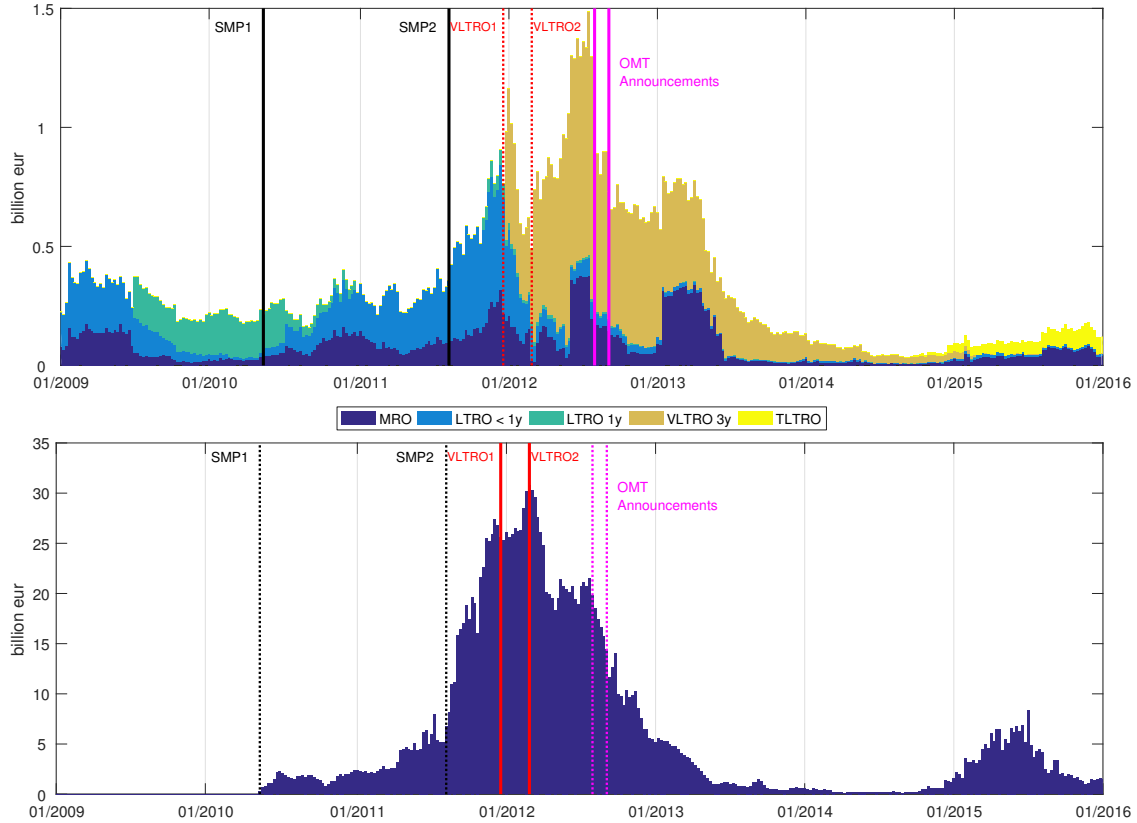 1.5
SMP1
SMP2
VLTRO1
VLTRO2
OMT
Announcements
1
0.5
0
billion eur
01/2009
01/2010
01/2011
01/2012
01/2013
01/2014
01/2015
01/2016
MRO
LTRO < 1y
LTRO 1y
VLTRO 3y
TLTRO
35
SMP1
SMP2
VLTRO1
VLTRO2
OMT
Announcements
30
25
20
15
10
5
0
billion eur
01/2009
01/2010
01/2011
01/2012
01/2013
01/2014
01/2015
01/2016